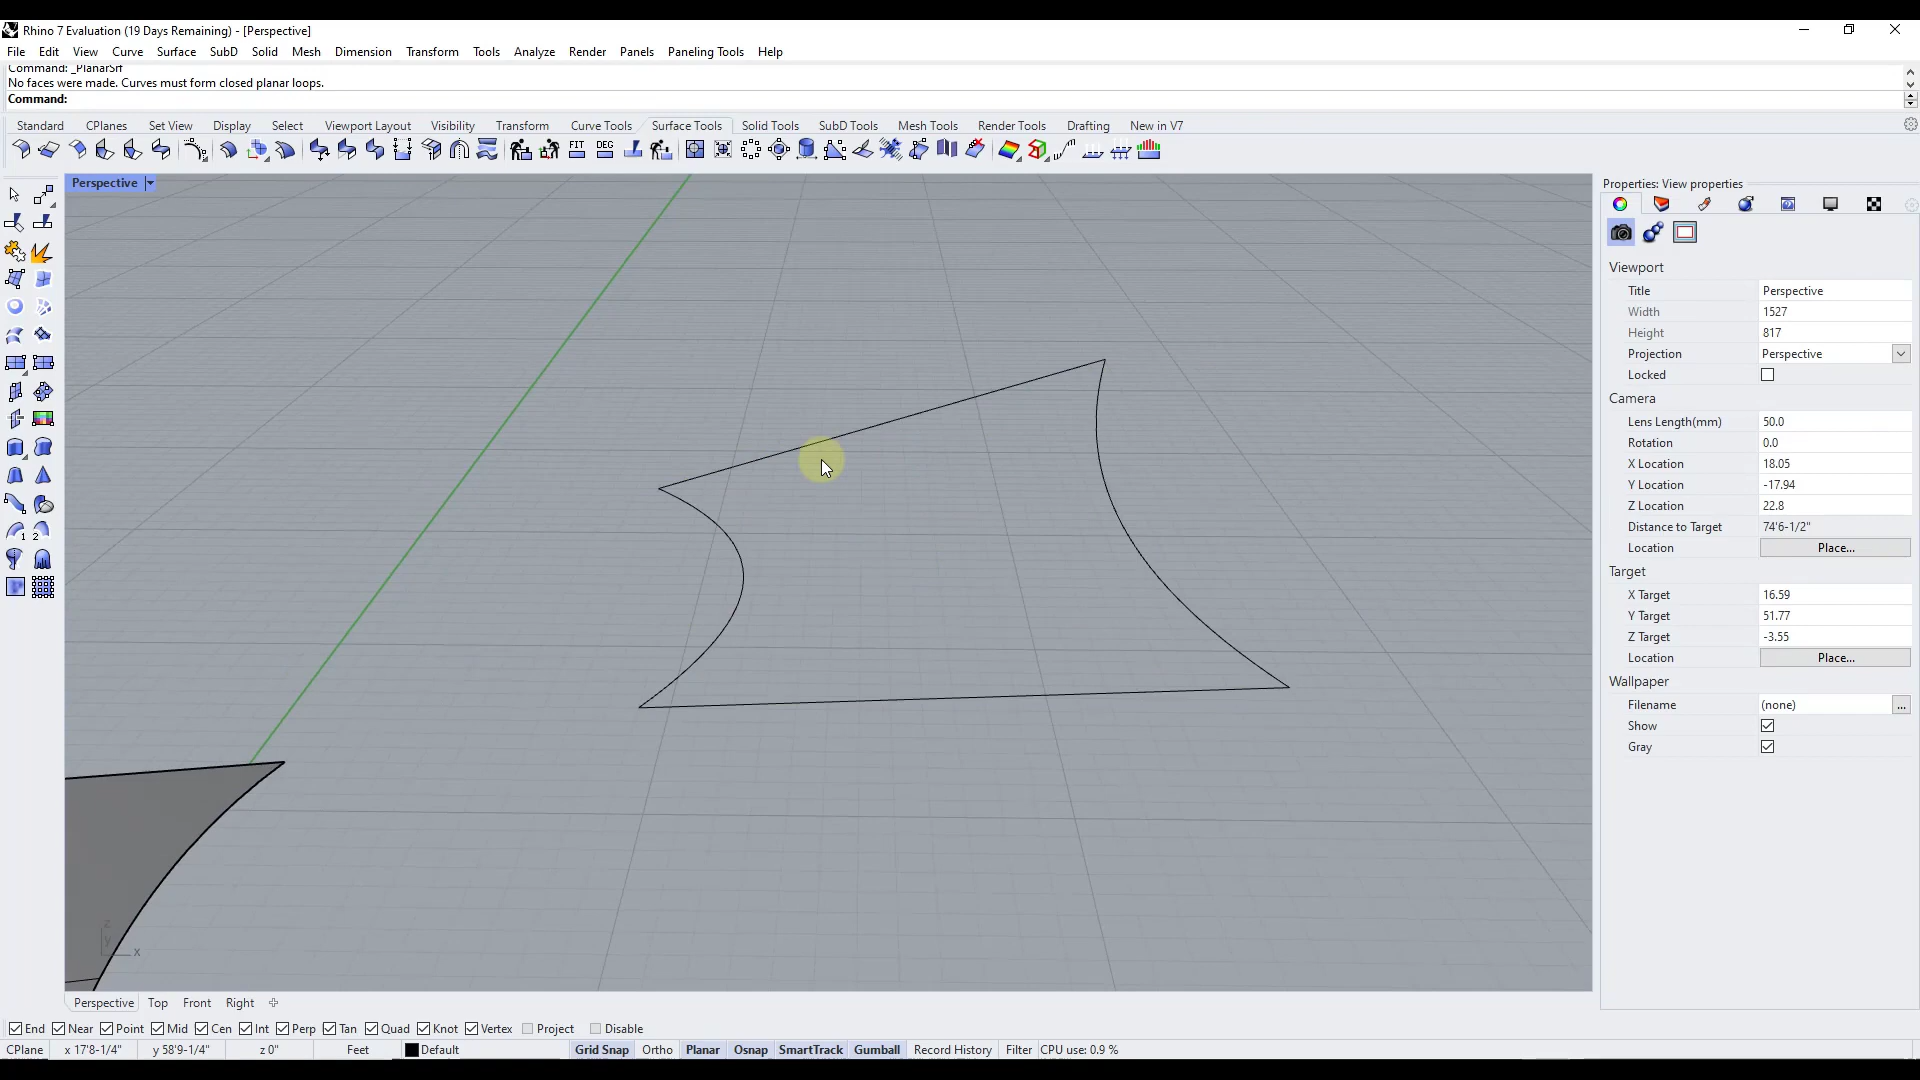 Rhino 7 Evaluation (19 Days Remaining) - [Perspective]
File Edit View Curve Surface SubD Solid Mesh Dimension Transform Tools Analyze Render Panels Paneling Tools Help
Command: _PlanarSrf
No faces were made. Curves must form closed planar loops.
Command:
Standard CPlanes Set View Display Select Viewport Layout Visibility Transform Curve Tools Surface Tools Solid Tools SubD Tools Mesh Tools Render Tools Drafting New in V7
FIT DEG
Perspective
Properties: View properties
Viewport
Title Perspective
Width 1527
Height 817
Projection Perspective
Locked
Camera
Lens Length(mm) 50.0
Rotation 0.0
X Location 18.05
Y Location -17.94
Z Location 22.8
Distance to Target 74'6-1/2"
Location Place...
Target
X Target 16.59
Y Target 51.77
Z Target -3.55
Location Place...
Wallpaper
Filename (none) ...
Show
Gray
1 2
z
y
x
Perspective Top Front Right
End Near Point Mid Cen Int Perp Tan Quad Knot Vertex Project Disable
CPlane x 17'8-1/4" y 58'9-1/4" z 0" Feet Default Grid Snap Ortho Planar Osnap SmartTrack Gumball Record History Filter CPU use: 0.9 %